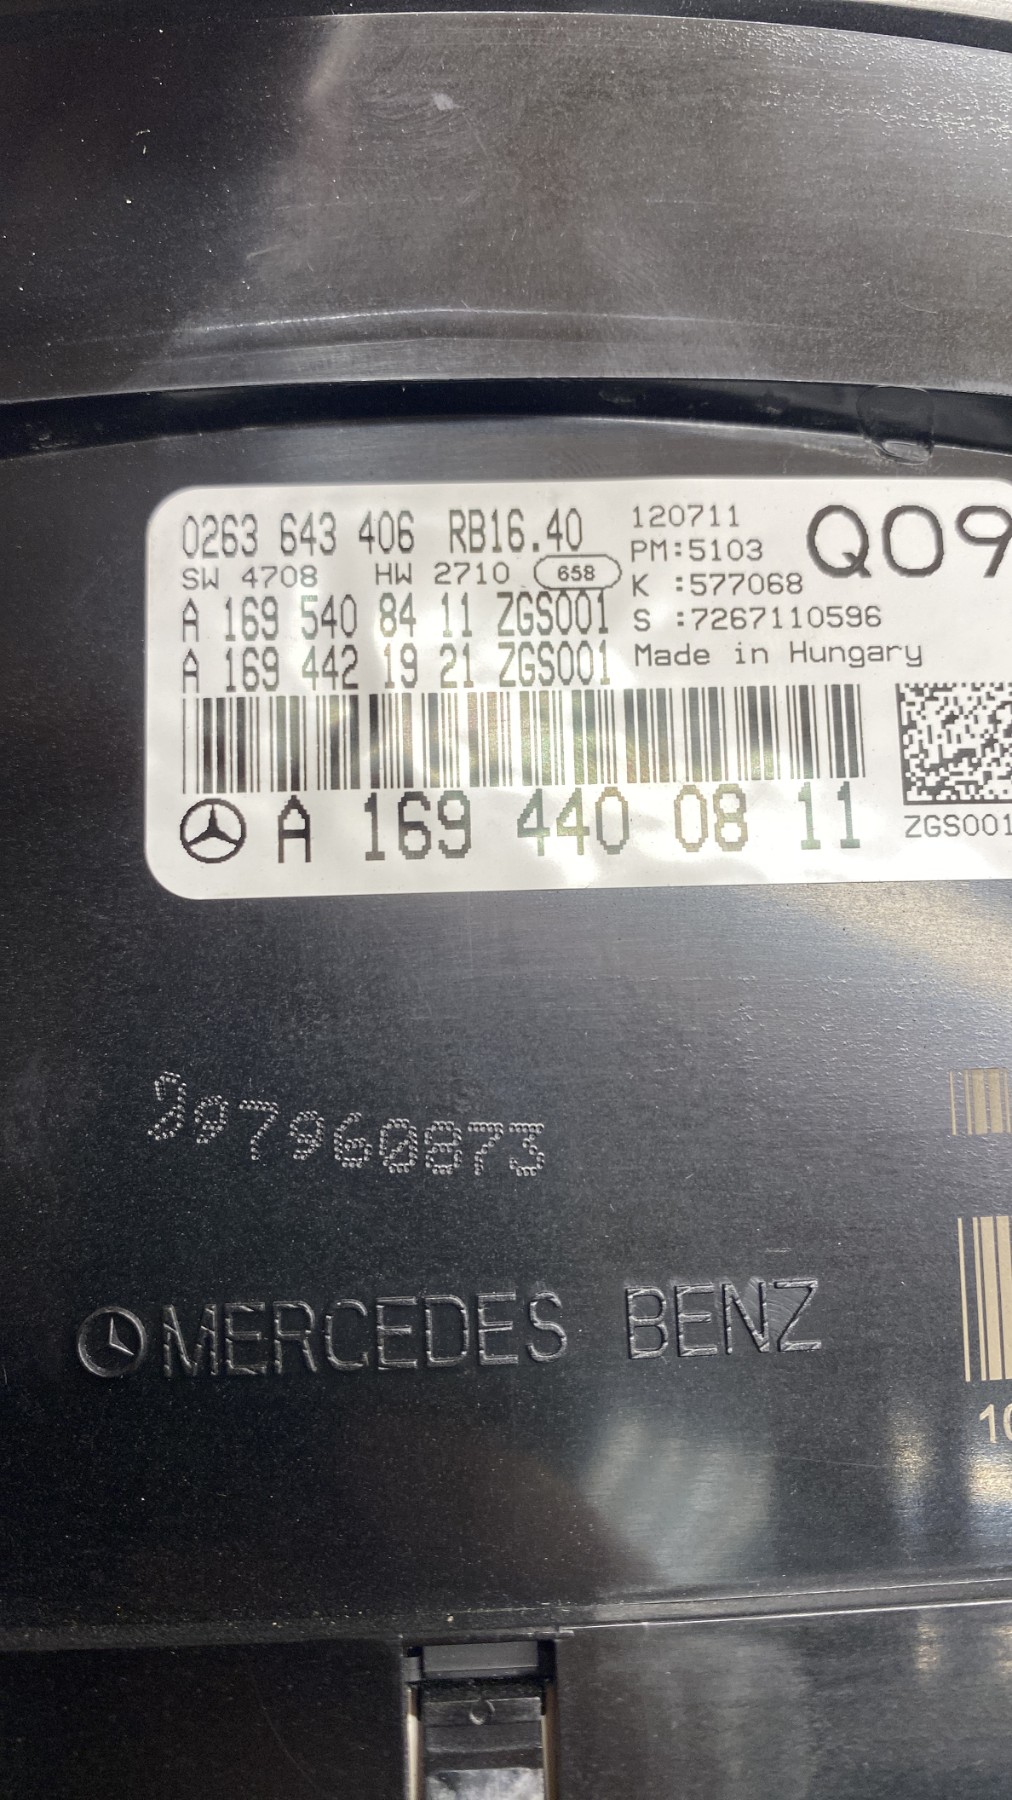 0263 643 406 RB16.40
SW 4708 HW 2710 658
A 169 540 84 11 ZGS001
A 169 442 19 21 ZGS001
120711
PM:5103
K :577068
S :7267110596
Made in Hungary
Q09
A 169 440 08 11
ZGS001
MERCEDES BENZ
10